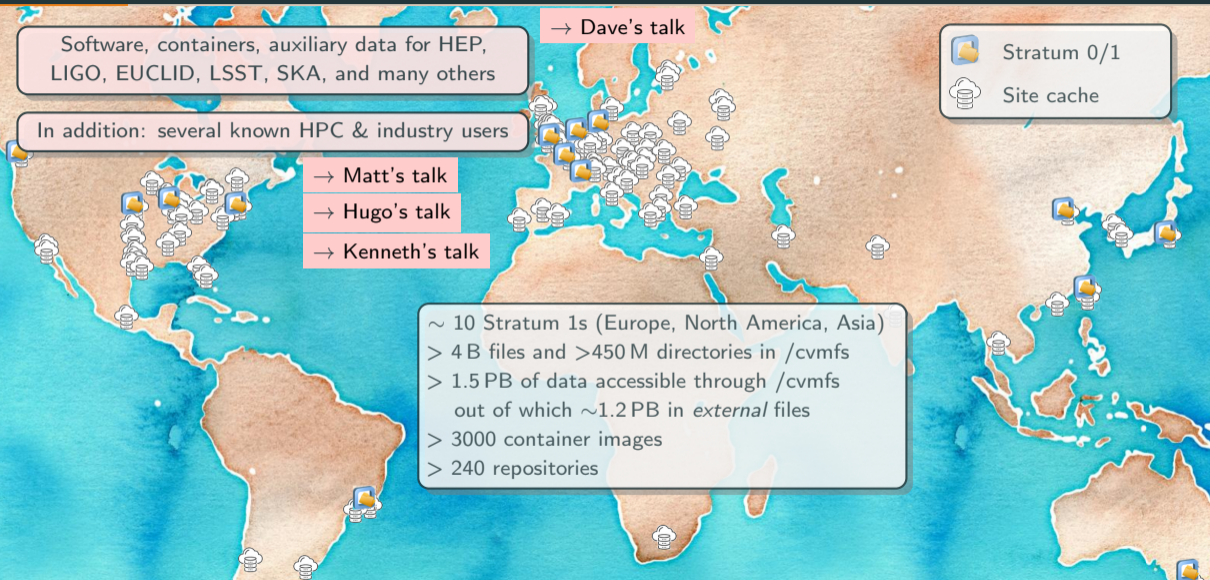 → Dave's talk
Software, containers, auxiliary data for HEP,
LIGO, EUCLID, LSST, SKA, and many others
In addition: several known HPC & industry users
→ Matt's talk
→ Hugo's talk
→ Kenneth's talk
Stratum 0/1
Site cache
∼ 10 Stratum 1s (Europe, North America, Asia)
> 4 B files and >450 M directories in /cvmfs
> 1.5 PB of data accessible through /cvmfs
out of which ∼1.2 PB in external files
> 3000 container images
> 240 repositories